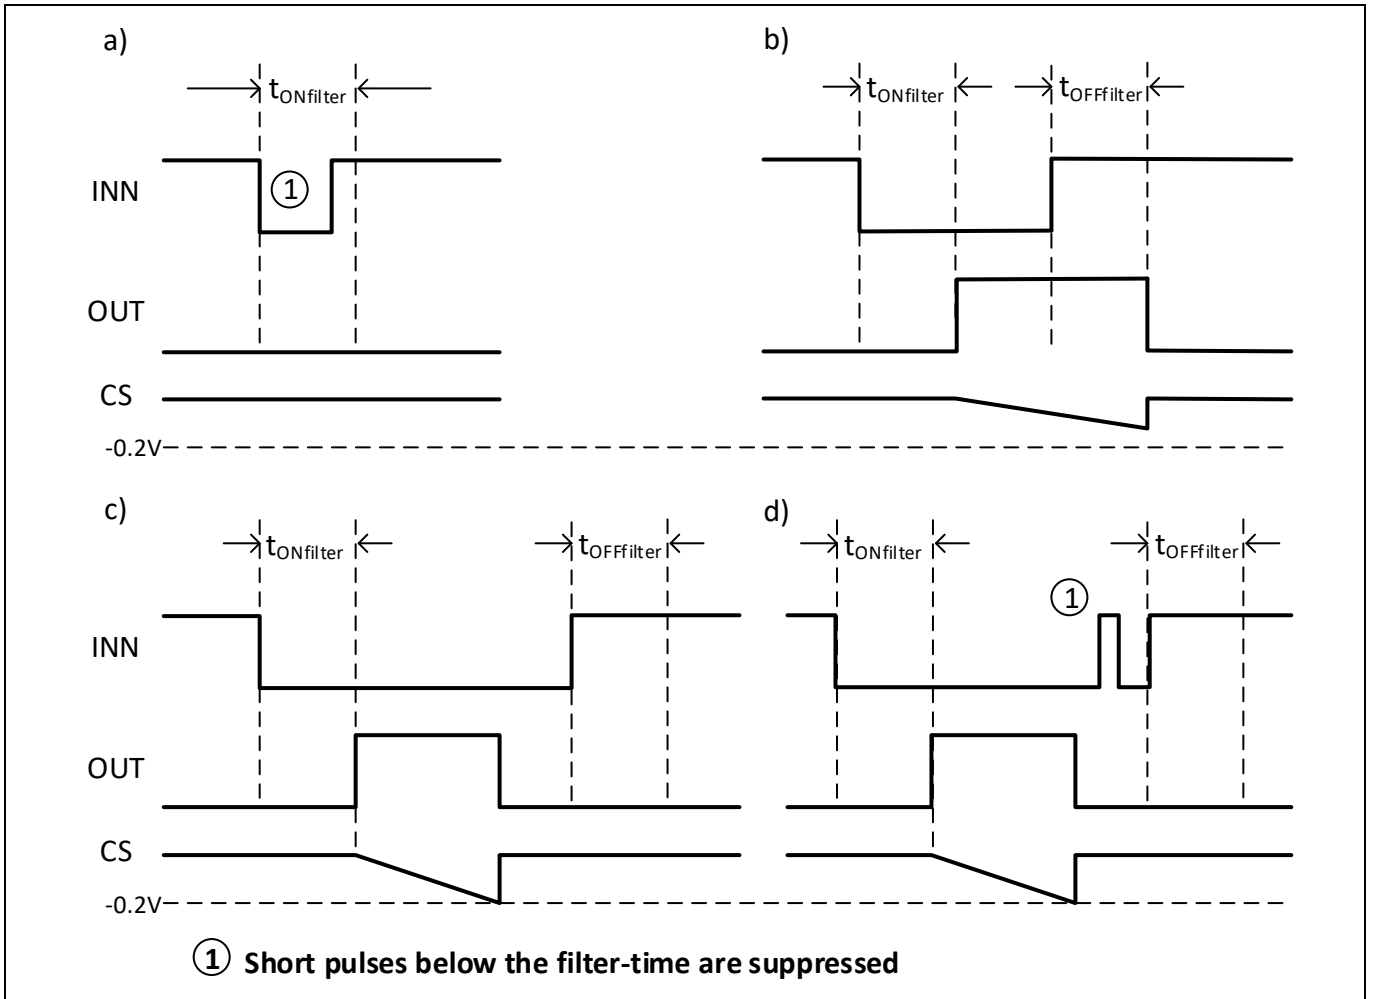 a)
tONfilter
INN
①
OUT
CS
-0.2V
b)
tONfilter
tOFFfilter
c)
tONfilter
tOFFfilter
INN
OUT
CS
-0.2V
d)
tONfilter
tOFFfilter
①
① Short pulses below the filter-time are suppressed